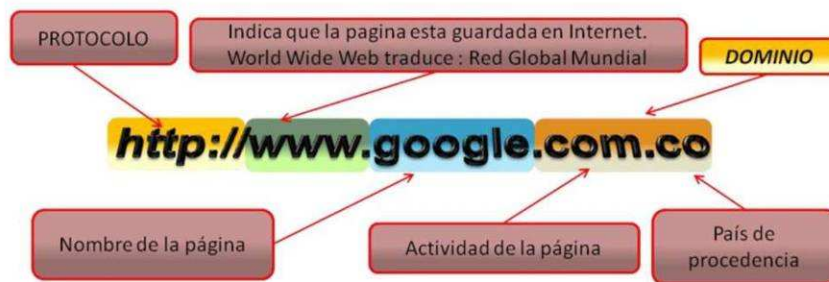 PROTOCOLO
Indica que la pagina esta guardada en Internet.
World Wide Web traduce : Red Global Mundial
DOMINIO
http://www.google.com.co
Nombre de la página
Actividad de la página
País de
procedencia